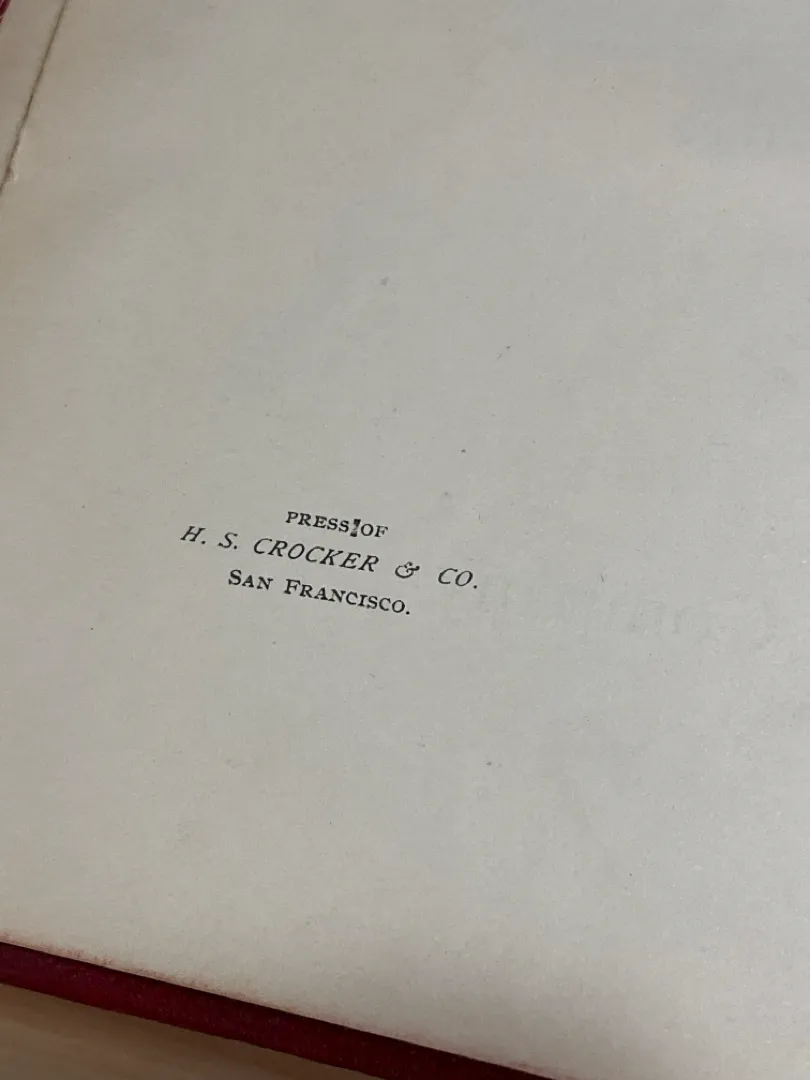 PRESS OF
H. S. CROCKER & CO.
SAN FRANCISCO.